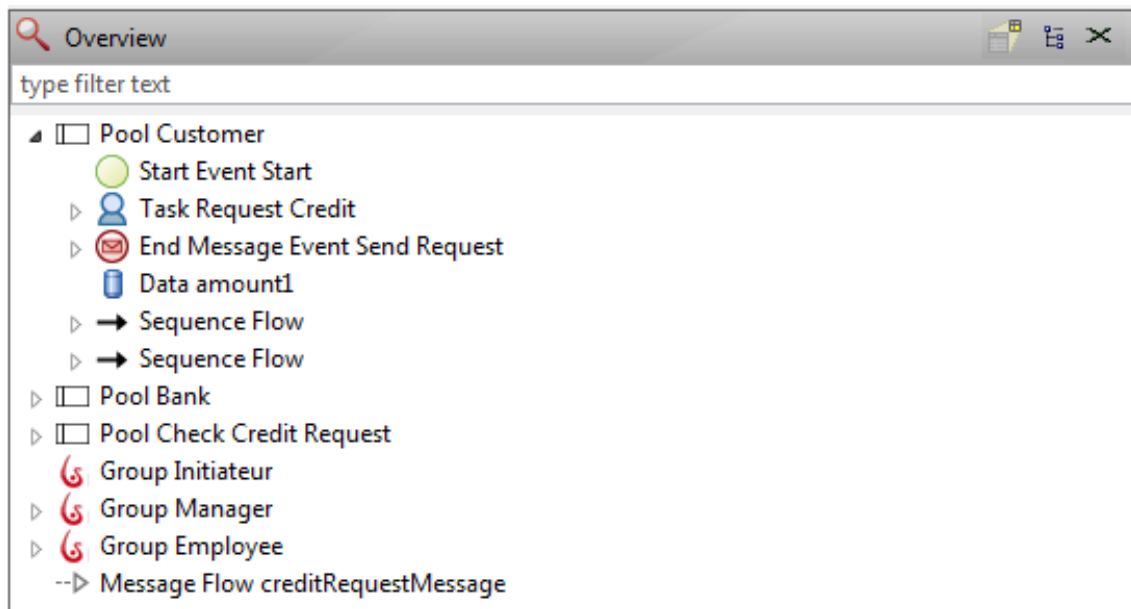 Overview
type filter text
Pool Customer
Start Event Start
Task Request Credit
End Message Event Send Request
Data amount1
Sequence Flow
Sequence Flow
Pool Bank
Pool Check Credit Request
Group Initiateur
Group Manager
Group Employee
Message Flow creditRequestMessage